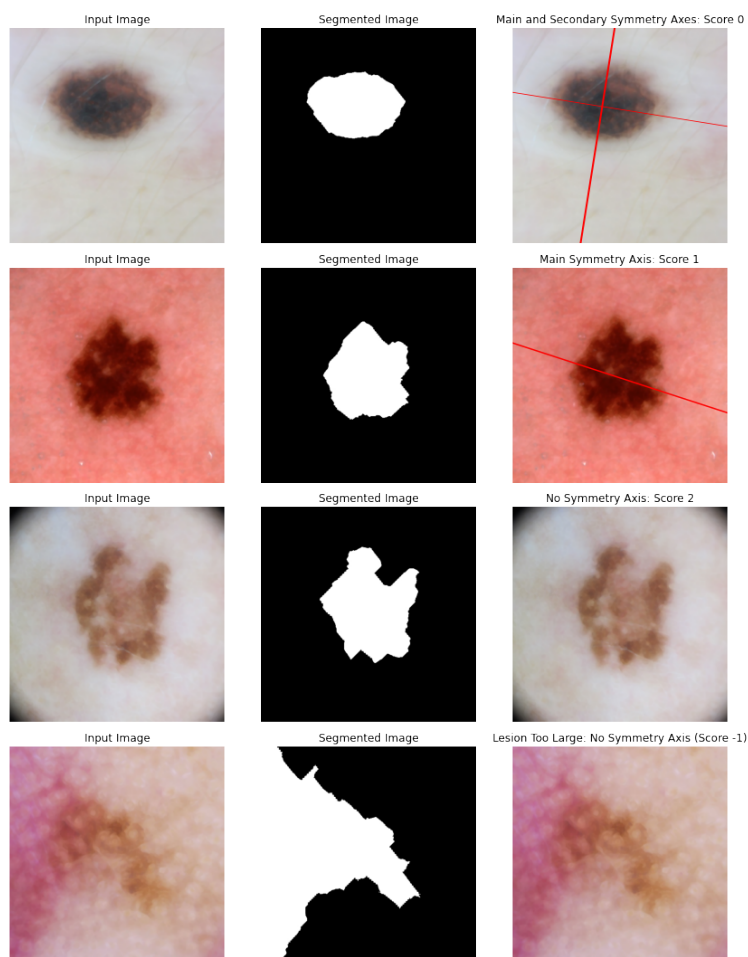 Input Image
Segmented Image
Main and Secondary Symmetry Axes: Score 0
Input Image
Segmented Image
Main Symmetry Axis: Score 1
Input Image
Segmented Image
No Symmetry Axis: Score 2
Input Image
Segmented Image
Lesion Too Large: No Symmetry Axis (Score -1)